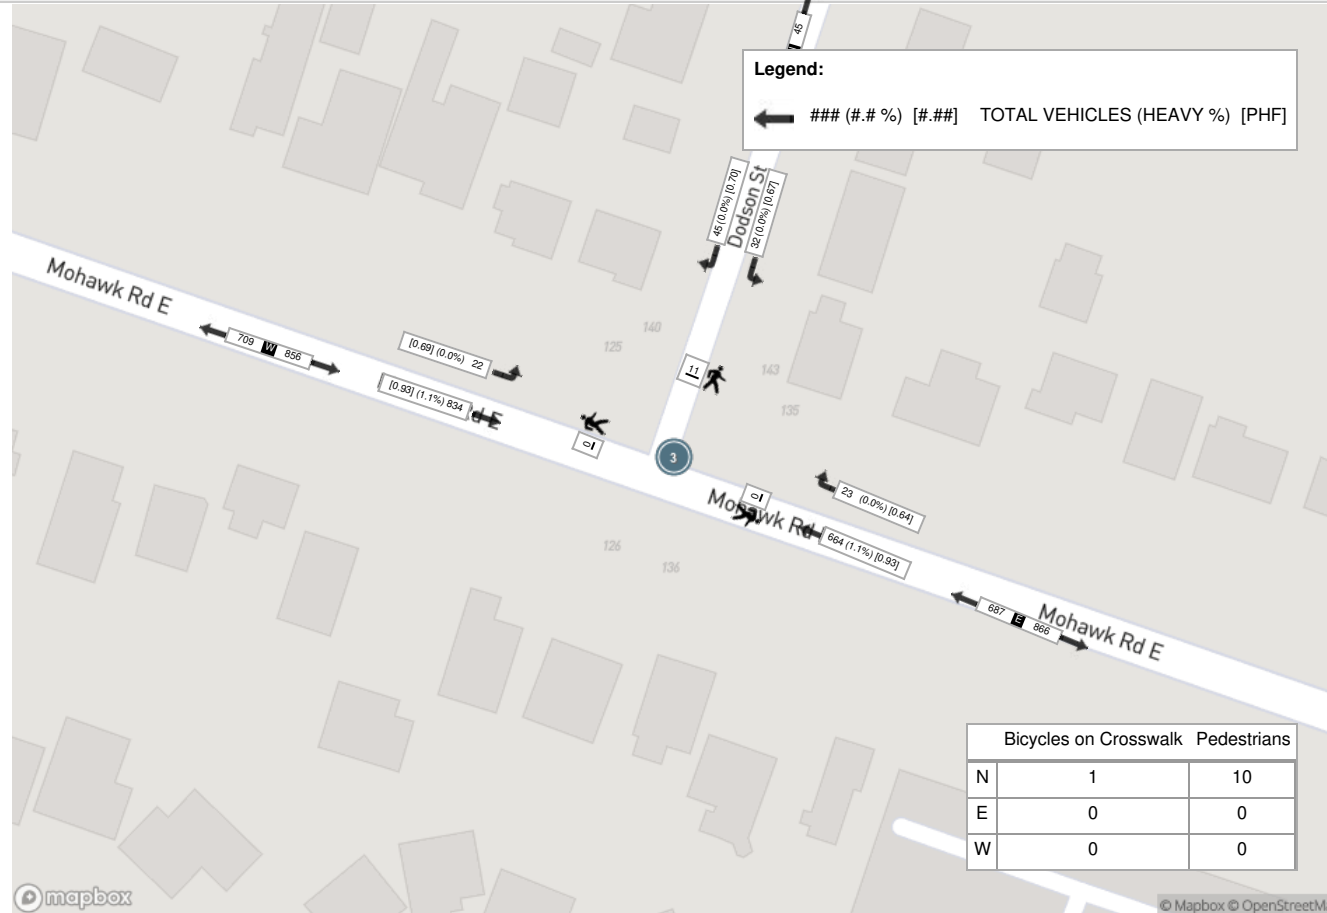 45
Legend:
### (#.# %) [#.##] TOTAL VEHICLES (HEAVY %) [PHF]
45 (0.0%) [0.70]
Dodson St
32 (0.0%) [0.67]
Mohawk Rd E
709 W 856
[0.69] (0.0%) 22
[0.93] (1.1%) 834
d E
140
125
11
143
135
0
3
0
Mohawk Rd
23 (0.0%) [0.64]
664 (1.1%) [0.93]
126
136
687 E 866
Mohawk Rd E
Bicycles on Crosswalk Pedestrians
N 1 10
E 0 0
W 0 0
mapbox
© Mapbox © OpenStreetM